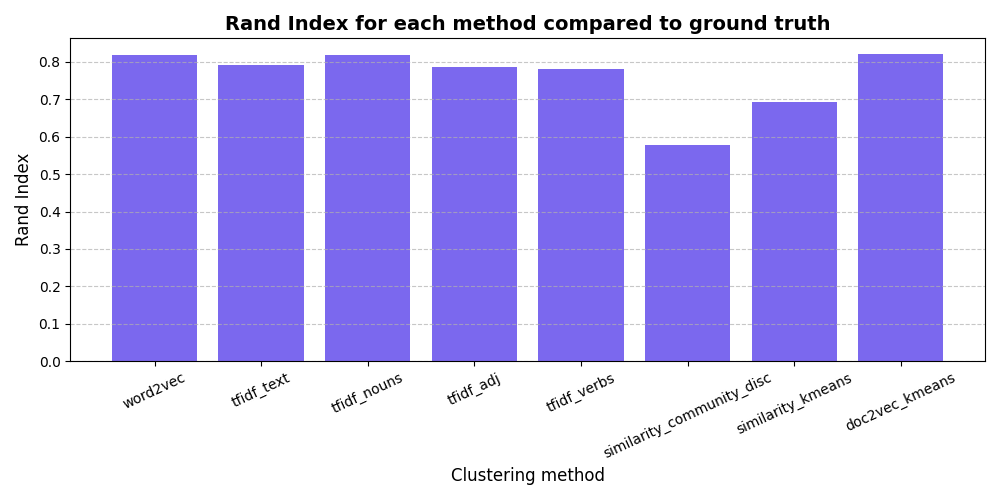 Rand Index for each method compared to ground truth
Rand Index
0.8
0.7
0.6
0.5
0.4
0.3
0.2
0.1
0.0
word2vec
tfidf_text
tfidf_nouns
tfidf_adj
tfidf_verbs
similarity_community_disc
similarity_kmeans
doc2vec_kmeans
Clustering method